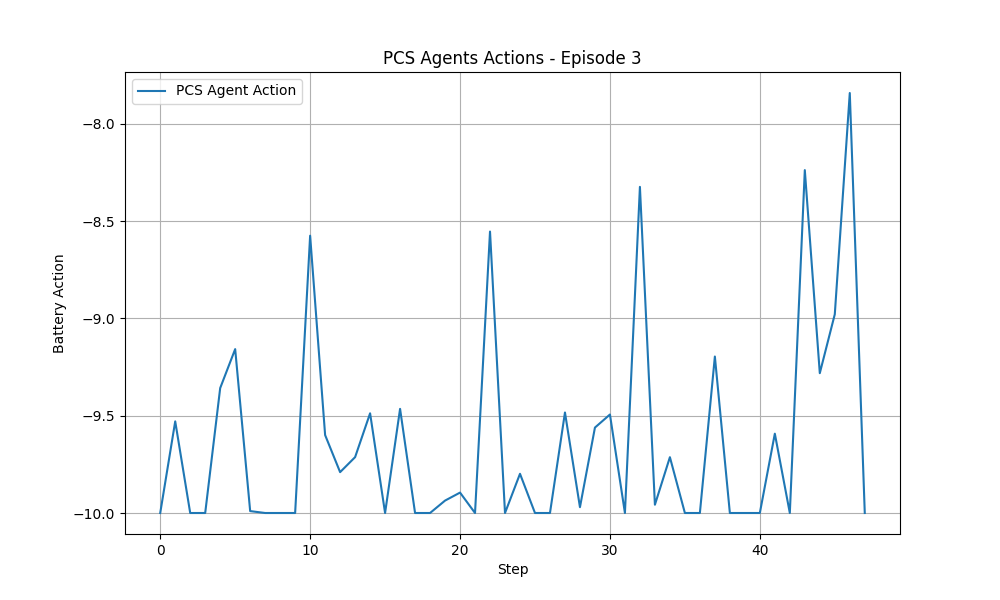 PCS Agents Actions - Episode 3
PCS Agent Action
−8.0
−8.5
−9.0
−9.5
−10.0
Battery Action
0 10 20 30 40
Step